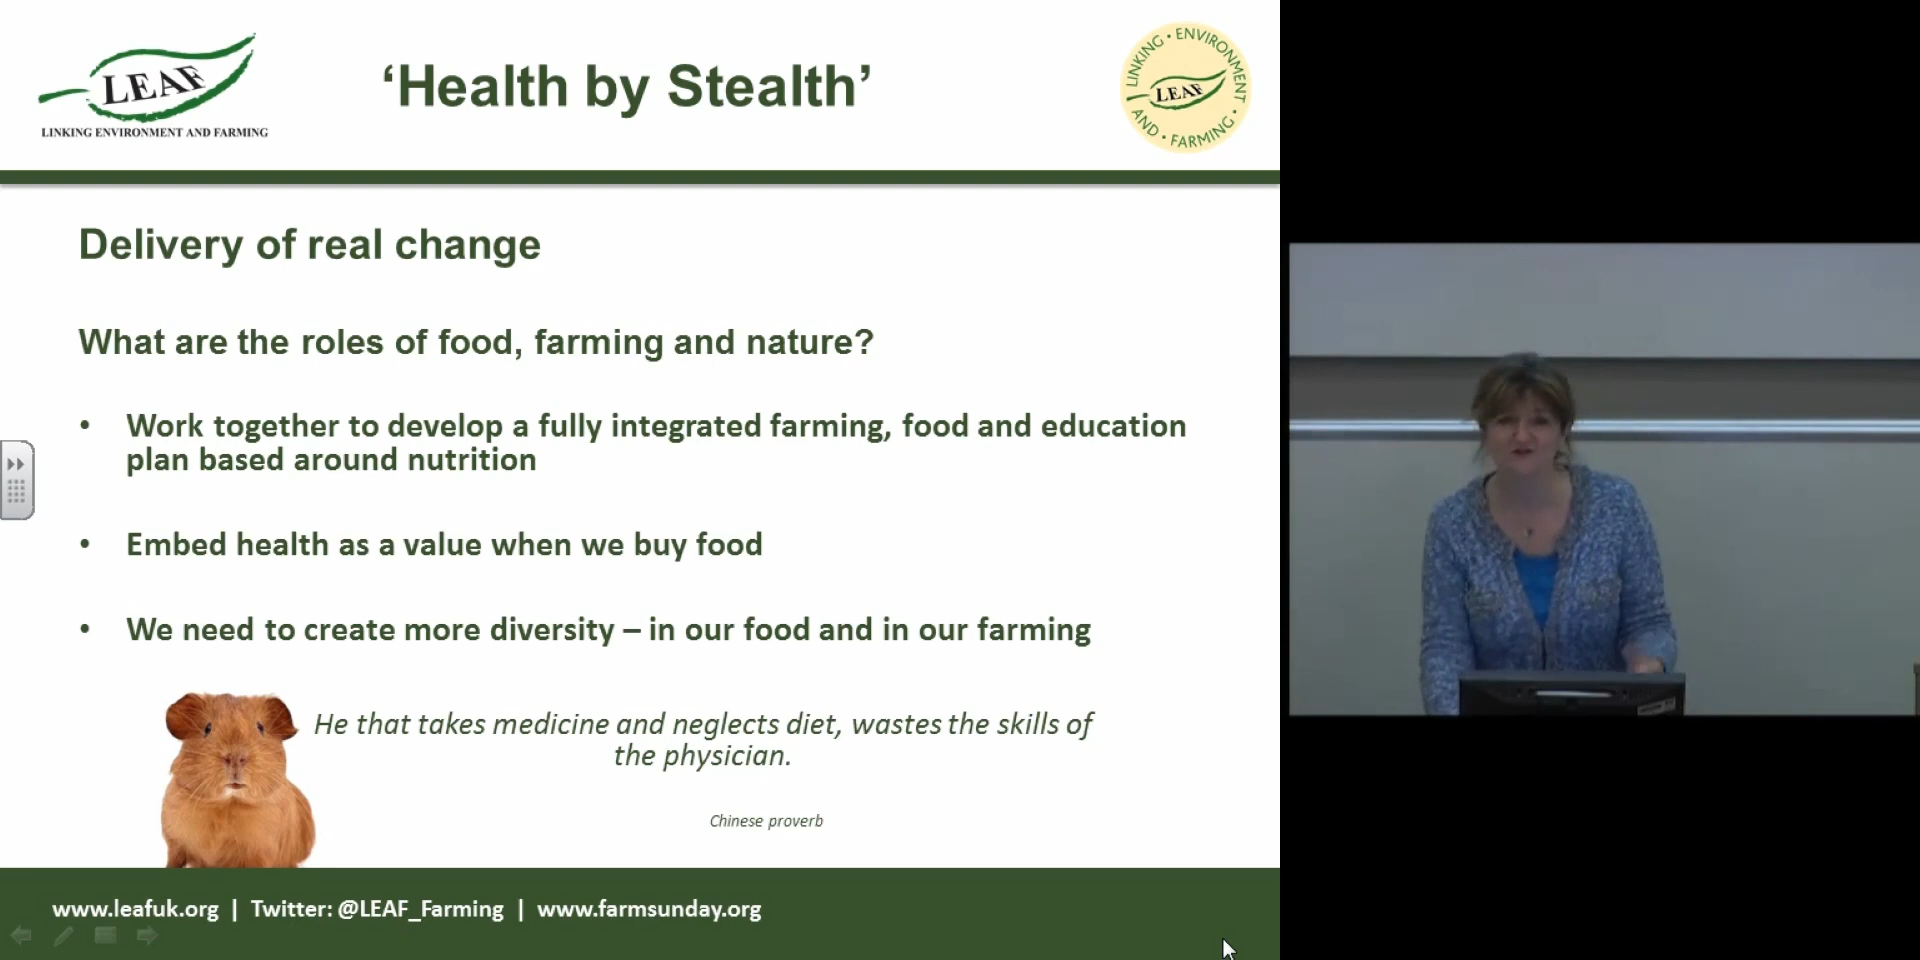 LEAF
LINKING ENVIRONMENT AND FARMING
‘Health by Stealth’
LINKING • ENVIRONMENT • AND • FARMING •
LEAF
Delivery of real change
What are the roles of food, farming and nature?
• Work together to develop a fully integrated farming, food and education
plan based around nutrition
• Embed health as a value when we buy food
• We need to create more diversity – in our food and in our farming
He that takes medicine and neglects diet, wastes the skills of
the physician.
Chinese proverb
www.leafuk.org | Twitter: @LEAF_Farming | www.farmsunday.org